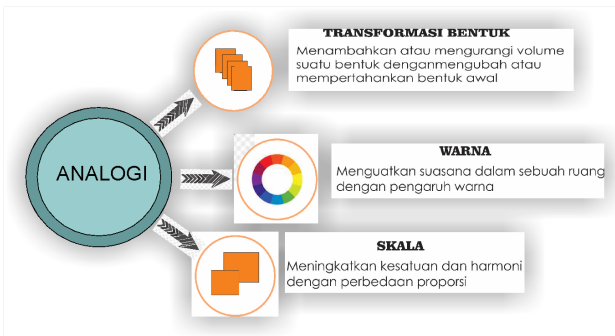 TRANSFORMASI BENTUK
Menambahkan atau mengurangi volume
suatu bentuk denganmengubah atau
mempertahankan bentuk awal
ANALOGI
WARNA
Menguatkan suasana dalam sebuah ruang
dengan pengaruh warna
SKALA
Meningkatkan kesatuan dan harmoni
dengan perbedaan proporsi